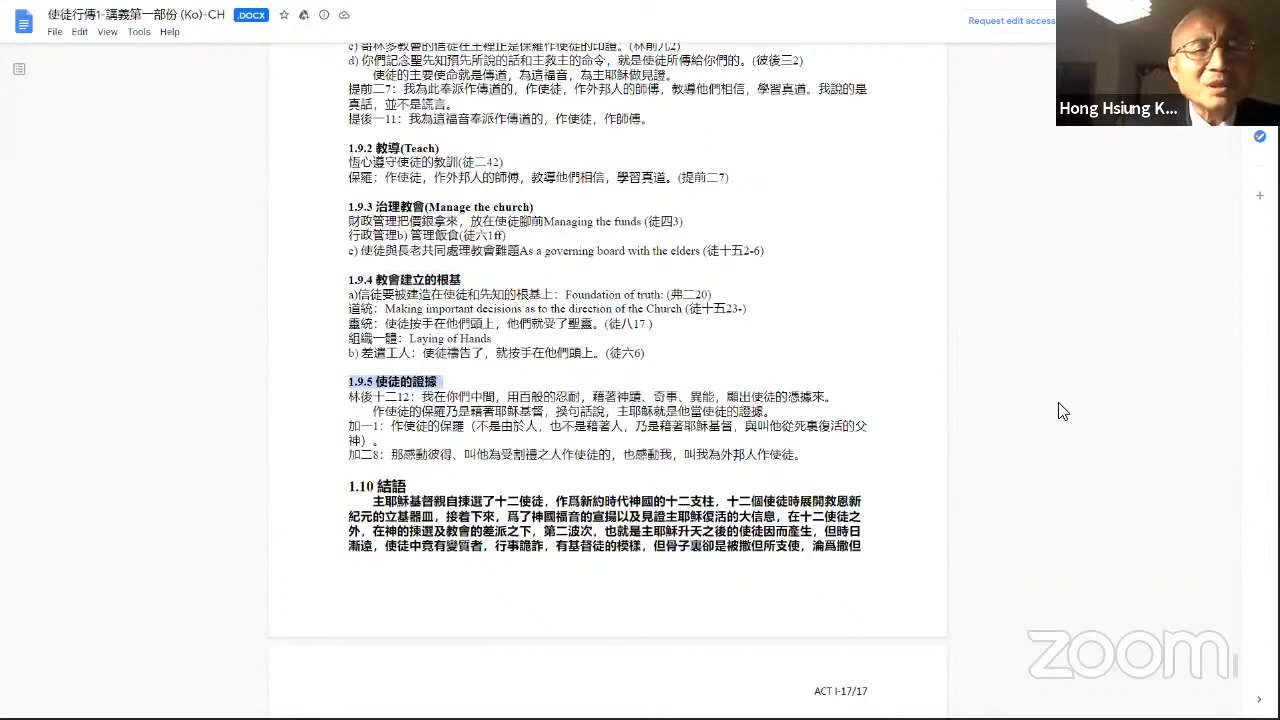 使徒行傳1-講義第一部份 (Ko)-CH
.DOCX
Request edit access
File Edit View Tools Help
Hong Hsiung K...
c) 哥林多教會的信徒在主裡正是保羅作使徒的印證。(林前九2)
d) 你們記念聖先知預先所說的話和主救主的命令，就是使徒所傳給你們的。(彼後三2)
使徒的主要使命就是傳道，為這福音，為主耶穌做見證。
提前二7：我為此奉派作傳道的，作使徒，作外邦人的師傅，教導他們相信，學習真道。我說的是
真話，並不是謊言。
提後一11：我為這福音奉派作傳道的，作使徒，作師傅。
1.9.2 教導(Teach)
恆心遵守使徒的教訓(徒二42)
保羅：作使徒，作外邦人的師傅，教導他們相信，學習真道。(提前二7)
1.9.3 治理教會(Manage the church)
財政管理把價銀拿來，放在使徒腳前Managing the funds (徒四3)
行政管理b) 管理飯食(徒六1ff)
c) 使徒與長老共同處理教會難題As a governing board with the elders (徒十五2-6)
1.9.4 教會建立的根基
a)信徒要被建造在使徒和先知的根基上：Foundation of truth: (弗二20)
道統：Making important decisions as to the direction of the Church (徒十五23-)
靈統：使徒按手在他們頭上，他們就受了聖靈。(徒八17 )
組織一體：Laying of Hands
b) 差遣工人：使徒禱告了，就按手在他們頭上。(徒六6)
1.9.5 使徒的證據
林後十二12：我在你們中間，用百般的忍耐，藉著神蹟、奇事、異能，顯出使徒的憑據來。
作使徒的保羅乃是藉著耶穌基督，換句話說，主耶穌就是他當使徒的證據。
加一1：作使徒的保羅（不是由於人，也不是藉著人，乃是藉著耶穌基督，與叫他從死裏復活的父
神）。
加二8：那感動彼得、叫他為受割禮之人作使徒的，也感動我，叫我為外邦人作使徒。
1.10 結語
主耶穌基督親自揀選了十二使徒，作爲新約時代神國的十二支柱，十二個使徒時展開救恩新
紀元的立基器皿，接着下來，爲了神國福音的宣揚以及見證主耶穌復活的大信息，在十二使徒之
外，在神的揀選及教會的差派之下，第二波次，也就是主耶穌升天之後的使徒因而產生，但時日
漸遠，使徒中竟有變質者，行事詭詐，有基督徒的模樣，但骨子裏卻是被撒但所支使，淪爲撒但
zoom
ACT I-17/17